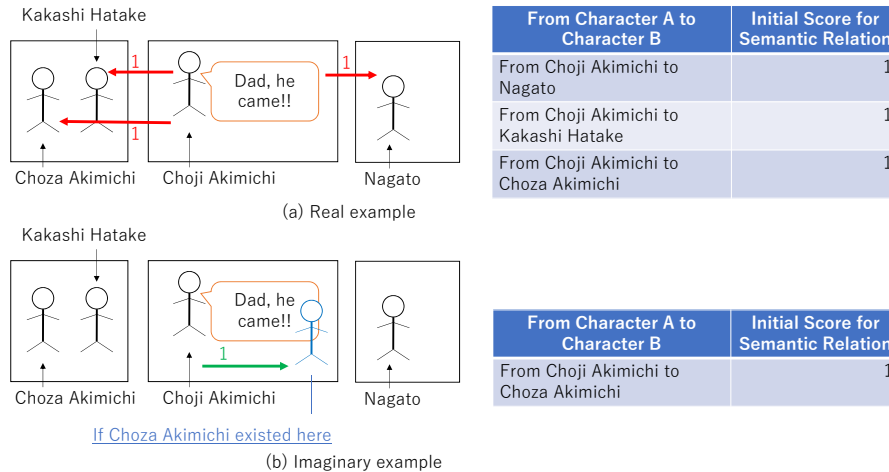 Kakashi Hatake
1
1
1
Dad, he
came!!
Choza Akimichi
Choji Akimichi
Nagato
(a) Real example
From Character A to
Character B
Initial Score for
Semantic Relation
From Choji Akimichi to
Nagato
1
From Choji Akimichi to
Kakashi Hatake
1
From Choji Akimichi to
Choza Akimichi
1
Kakashi Hatake
Dad, he
came!!
1
Choza Akimichi
Choji Akimichi
Nagato
If Choza Akimichi existed here
(b) Imaginary example
From Character A to
Character B
Initial Score for
Semantic Relation
From Choji Akimichi to
Choza Akimichi
1